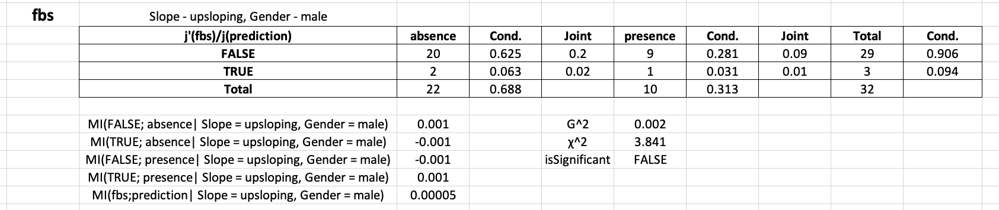 fbs Slope - upsloping, Gender - male
j'(fbs)/j(prediction) absence Cond. Joint presence Cond. Joint Total Cond.
FALSE 20 0.625 0.2 9 0.281 0.09 29 0.906
TRUE 2 0.063 0.02 1 0.031 0.01 3 0.094
Total 22 0.688 10 0.313 32
MI(FALSE; absence| Slope = upsloping, Gender = male) 0.001 G^2 0.002
MI(TRUE; absence| Slope = upsloping, Gender = male) -0.001 χ^2 3.841
MI(FALSE; presence| Slope = upsloping, Gender = male) -0.001 isSignificant FALSE
MI(TRUE; presence| Slope = upsloping, Gender = male) 0.001
MI(fbs;prediction| Slope = upsloping, Gender = male) 0.00005